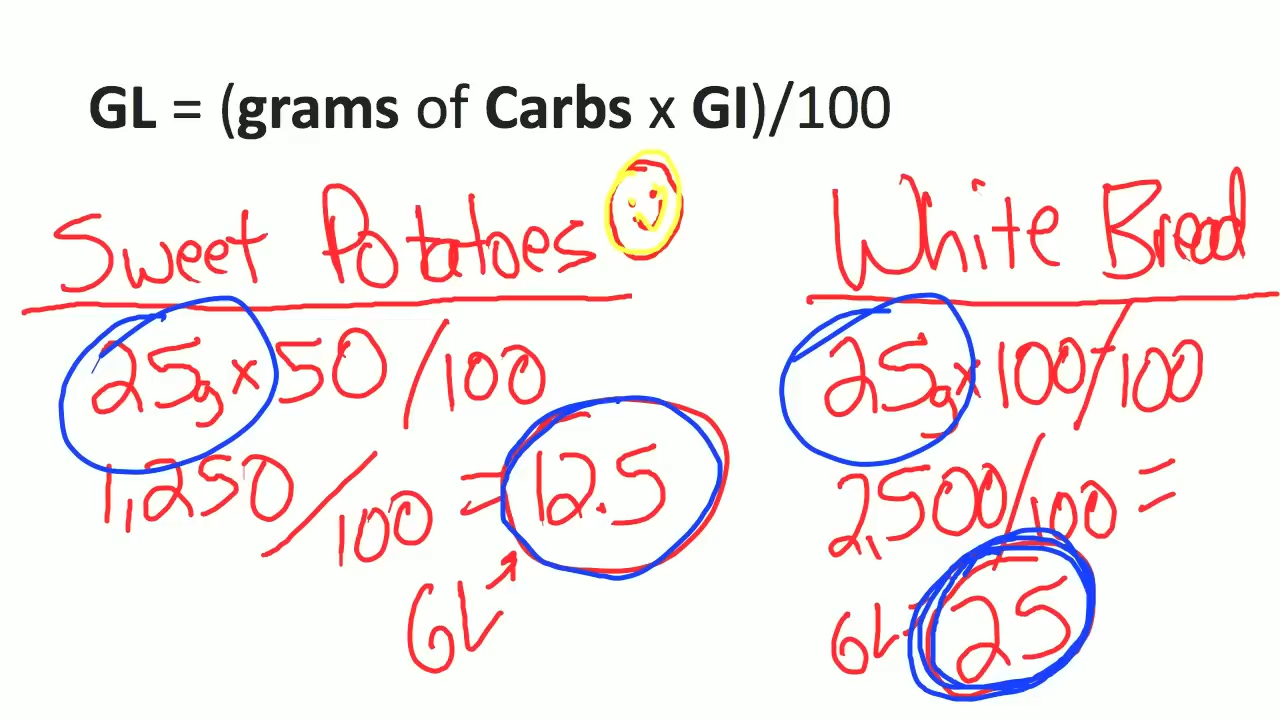 GL = (grams of Carbs x GI)/100
Sweet Potatoes
25g x 50/100
1,250/100 = 12.5
GL
White Bread
25g x 100/100
2,500/100 =
GL = 25